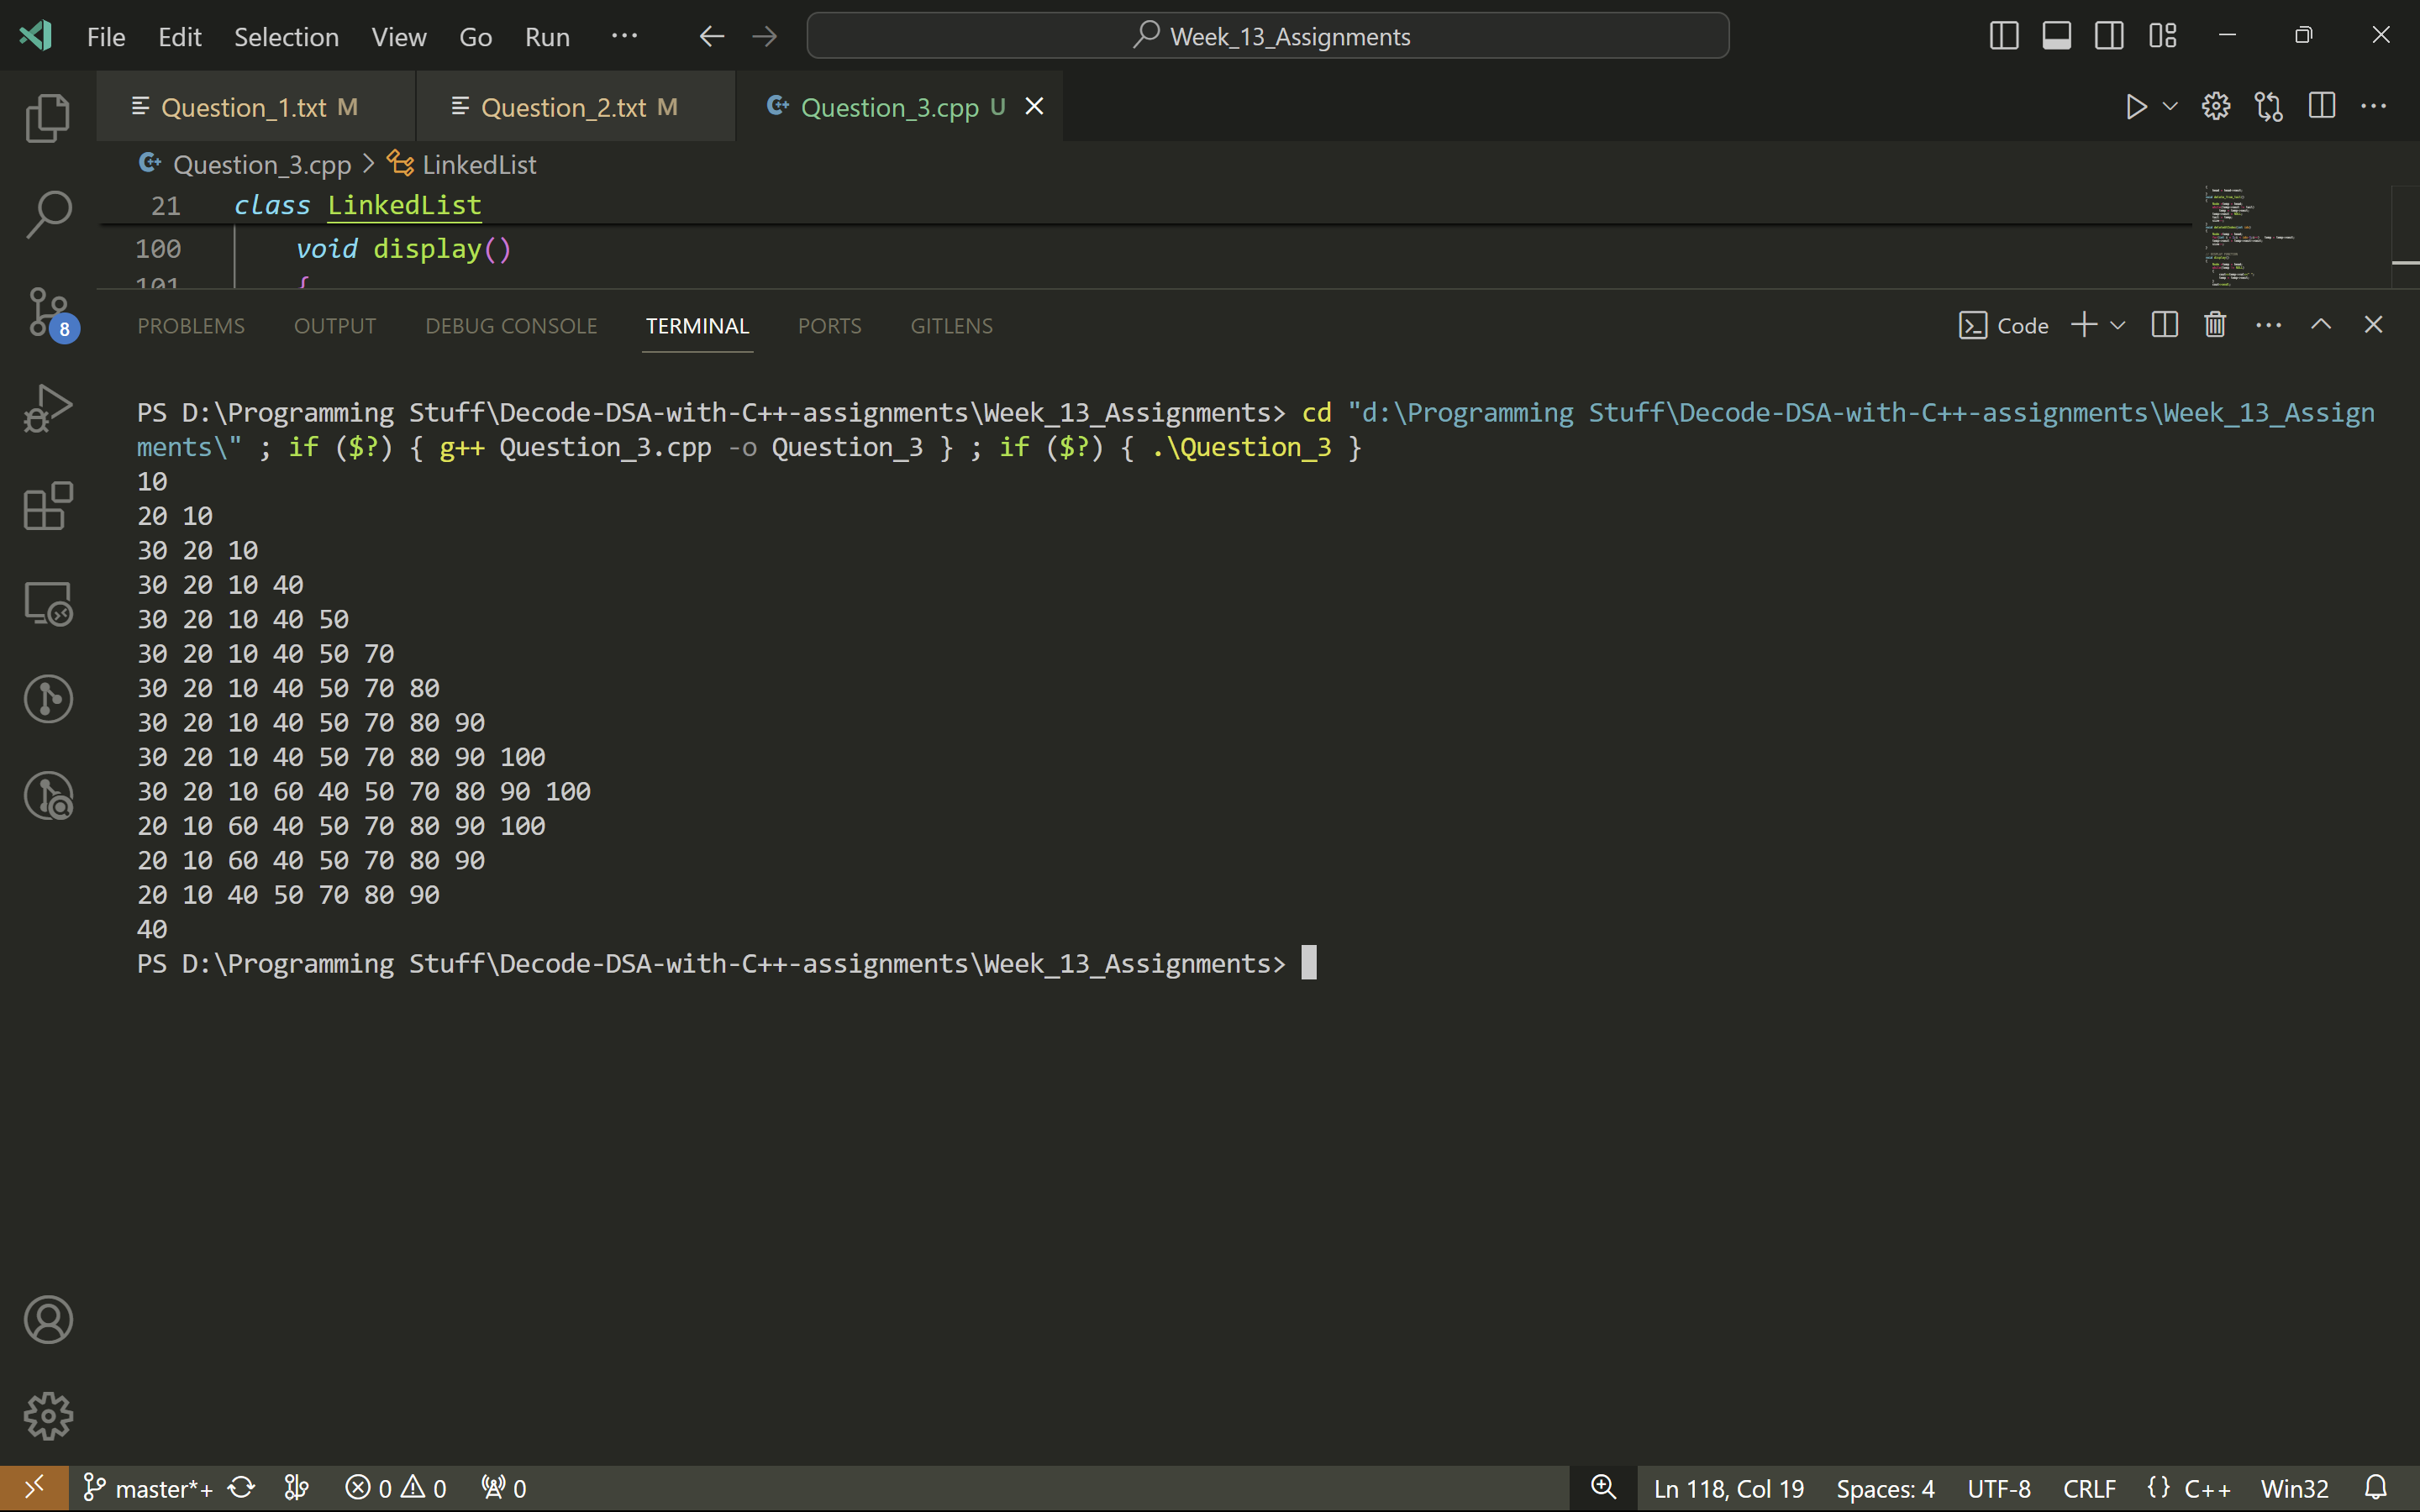 File Edit Selection View Go Run ··· Week_13_Assignments
Question_1.txt M Question_2.txt M Question_3.cpp U
Question_3.cpp > LinkedList
21 class LinkedList
100 void display()
101 {
8
PROBLEMS OUTPUT DEBUG CONSOLE TERMINAL PORTS GITLENS Code
PS D:\Programming Stuff\Decode-DSA-with-C++-assignments\Week_13_Assignments> cd "d:\Programming Stuff\Decode-DSA-with-C++-assignments\Week_13_Assign
ments\" ; if ($?) { g++ Question_3.cpp -o Question_3 } ; if ($?) { .\Question_3 }
10
20 10
30 20 10
30 20 10 40
30 20 10 40 50
30 20 10 40 50 70
30 20 10 40 50 70 80
30 20 10 40 50 70 80 90
30 20 10 40 50 70 80 90 100
30 20 10 60 40 50 70 80 90 100
20 10 60 40 50 70 80 90 100
20 10 60 40 50 70 80 90
20 10 40 50 70 80 90
40
PS D:\Programming Stuff\Decode-DSA-with-C++-assignments\Week_13_Assignments>
master*+ 0 0 0 Ln 118, Col 19 Spaces: 4 UTF-8 CRLF {} C++ Win32